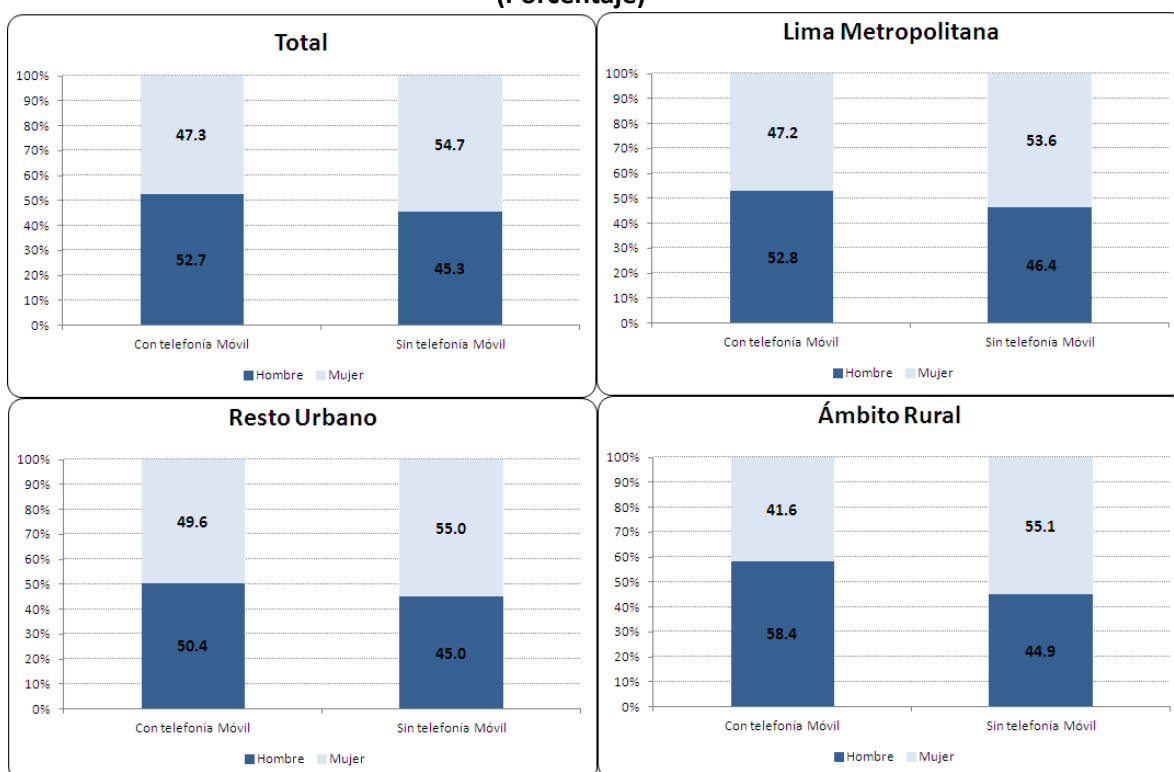 (Porcentaje)
Total
100%
90%
80%
70%
60%
50%
40%
30%
20%
10%
0%
47.3
54.7
52.7
45.3
Con telefonía Móvil
Sin telefonía Móvil
Hombre
Mujer
Lima Metropolitana
100%
90%
80%
70%
60%
50%
40%
30%
20%
10%
0%
47.2
53.6
52.8
46.4
Con telefonía Móvil
Sin telefonía Móvil
Hombre
Mujer
Resto Urbano
100%
90%
80%
70%
60%
50%
40%
30%
20%
10%
0%
49.6
55.0
50.4
45.0
Con telefonía Móvil
Sin telefonía Móvil
Hombre
Mujer
Ámbito Rural
100%
90%
80%
70%
60%
50%
40%
30%
20%
10%
0%
41.6
55.1
58.4
44.9
Con telefonía Móvil
Sin telefonía Móvil
Hombre
Mujer